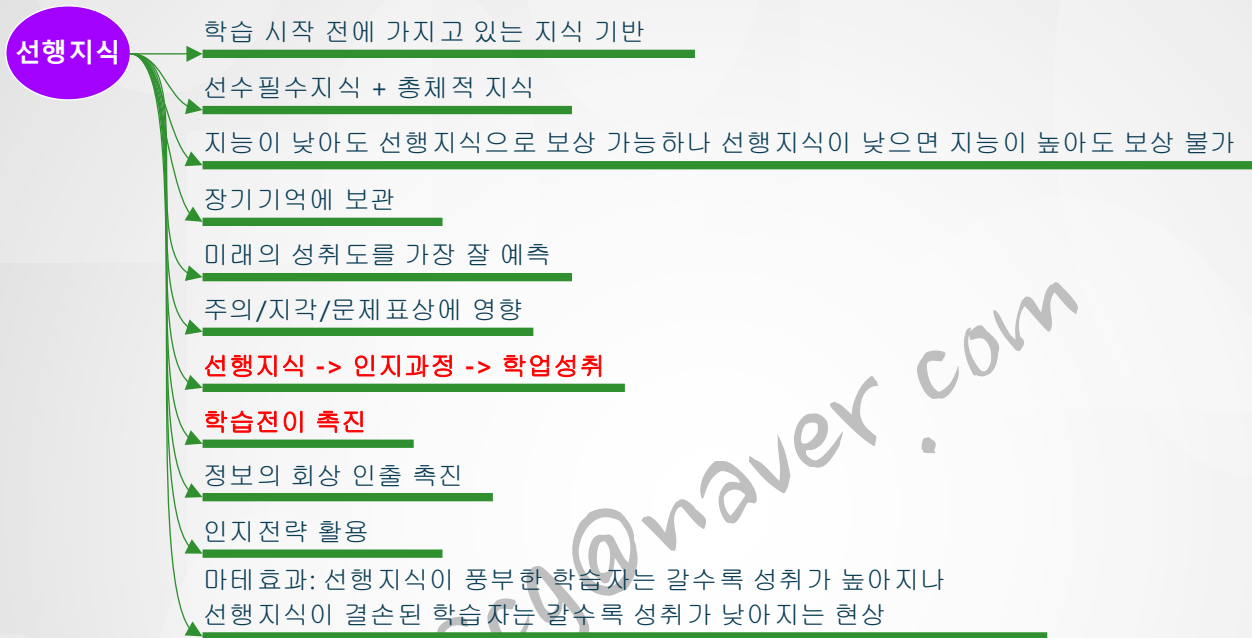 선행지식
학습 시작 전에 가지고 있는 지식 기반
선수필수지식 + 총체적 지식
지능이 낮아도 선행지식으로 보상 가능하나 선행지식이 낮으면 지능이 높아도 보상 불가
장기기억에 보관
미래의 성취도를 가장 잘 예측
주의/지각/문제표상에 영향
선행지식 -> 인지과정 -> 학업성취
학습전이 촉진
정보의 회상 인출 촉진
인지전략 활용
마테효과: 선행지식이 풍부한 학습자는 갈수록 성취가 높아지나
선행지식이 결손된 학습자는 갈수록 성취가 낮아지는 현상
@naver.com